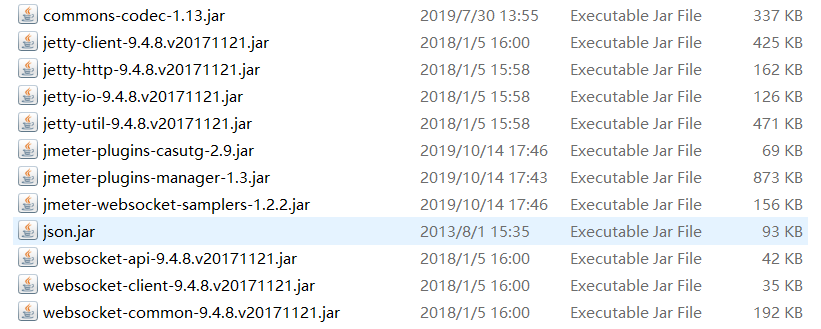 commons-codec-1.13.jar 2019/7/30 13:55 Executable Jar File 337 KB
jetty-client-9.4.8.v20171121.jar 2018/1/5 16:00 Executable Jar File 425 KB
jetty-http-9.4.8.v20171121.jar 2018/1/5 15:58 Executable Jar File 162 KB
jetty-io-9.4.8.v20171121.jar 2018/1/5 15:58 Executable Jar File 126 KB
jetty-util-9.4.8.v20171121.jar 2018/1/5 15:58 Executable Jar File 471 KB
jmeter-plugins-casutg-2.9.jar 2019/10/14 17:46 Executable Jar File 69 KB
jmeter-plugins-manager-1.3.jar 2019/10/14 17:43 Executable Jar File 873 KB
jmeter-websocket-samplers-1.2.2.jar 2019/10/14 17:46 Executable Jar File 156 KB
json.jar 2013/8/1 15:35 Executable Jar File 93 KB
websocket-api-9.4.8.v20171121.jar 2018/1/5 16:00 Executable Jar File 42 KB
websocket-client-9.4.8.v20171121.jar 2018/1/5 16:00 Executable Jar File 35 KB
websocket-common-9.4.8.v20171121.jar 2018/1/5 16:00 Executable Jar File 192 KB